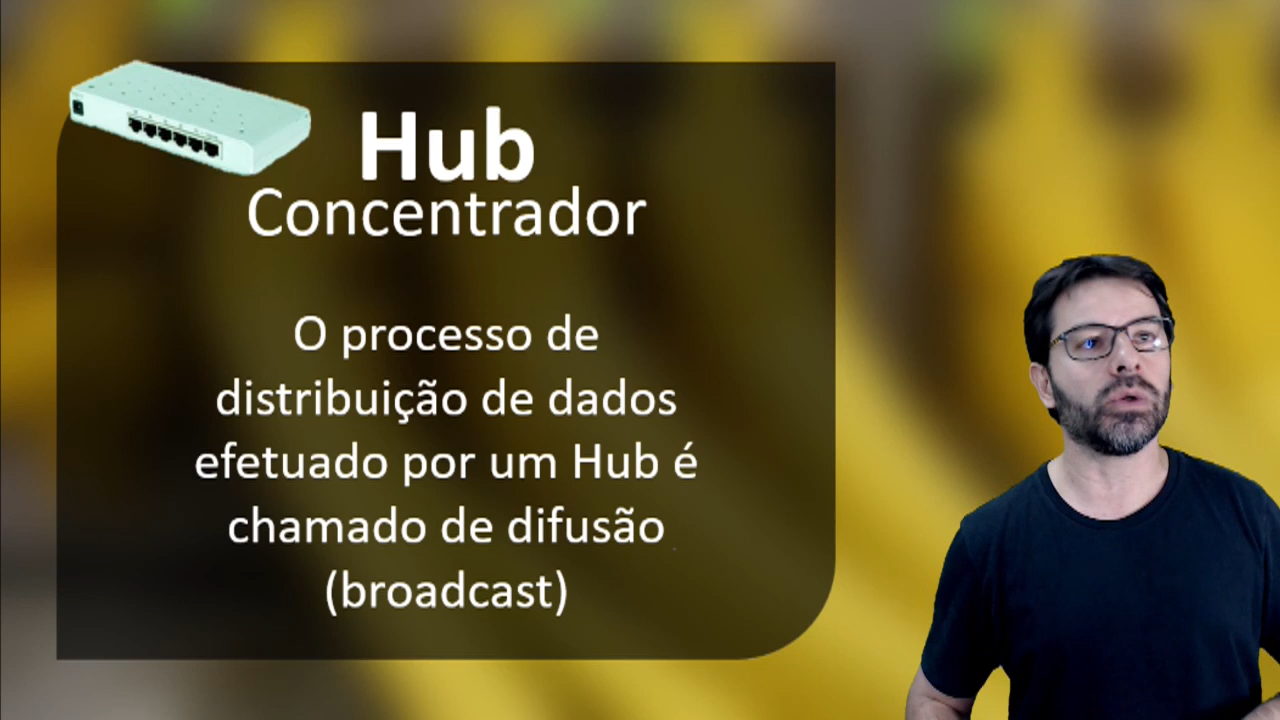 Hub
Concentrador
O processo de
distribuição de dados
efetuado por um Hub é
chamado de difusão
(broadcast)